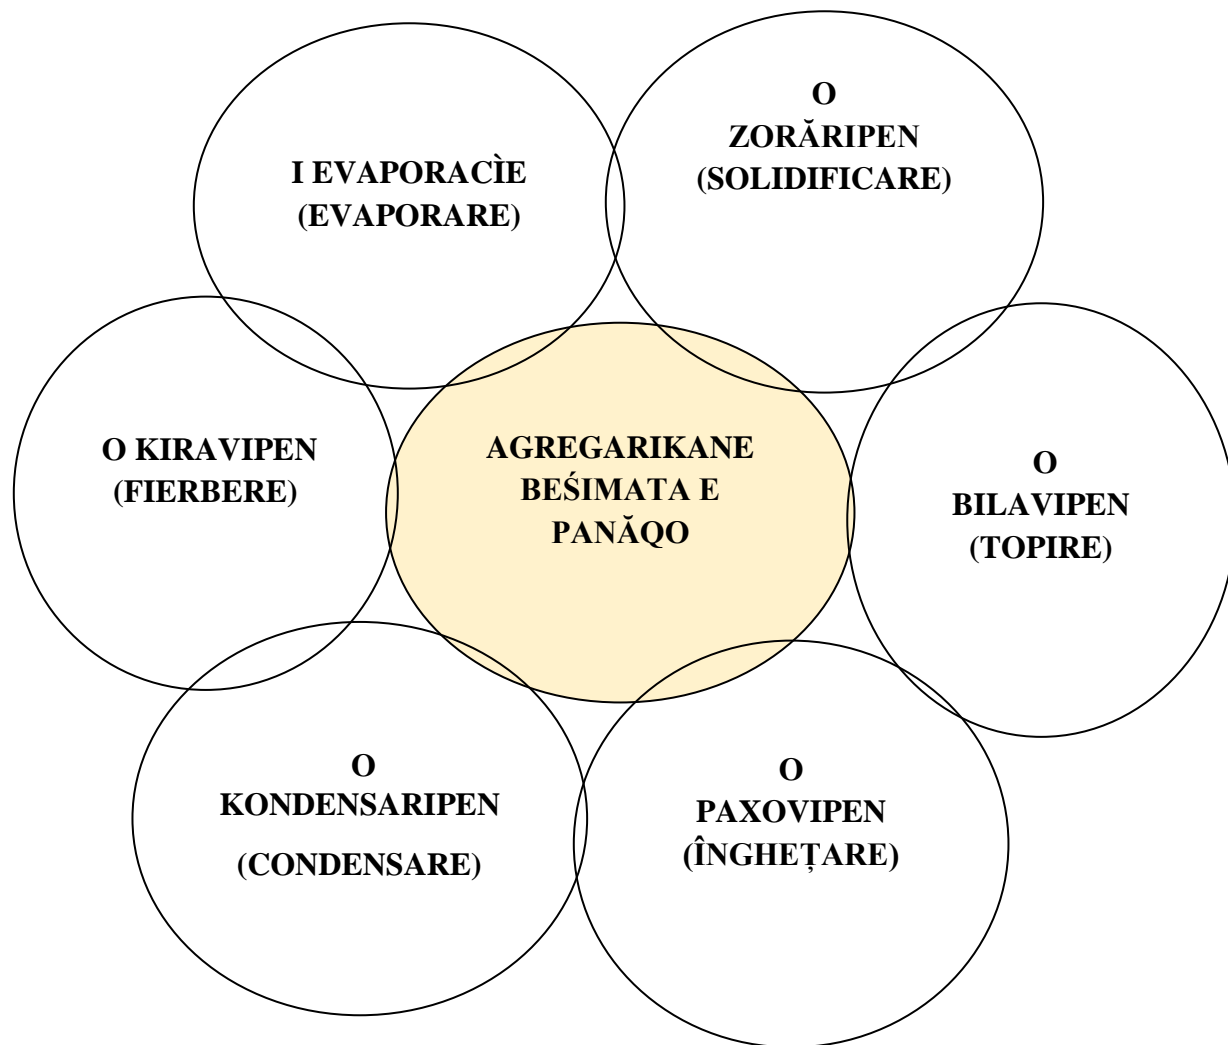 I EVAPORACÌE
(EVAPORARE)
O
ZORĂRIPEN
(SOLIDIFICARE)
O KIRAVIPEN
(FIERBERE)
AGREGARIKANE
BEŚIMATA E
PANĂQO
O
BILAVIPEN
(TOPIRE)
O
KONDENSARIPEN
(CONDENSARE)
O
PAXOVIPEN
(ÎNGHEȚARE)